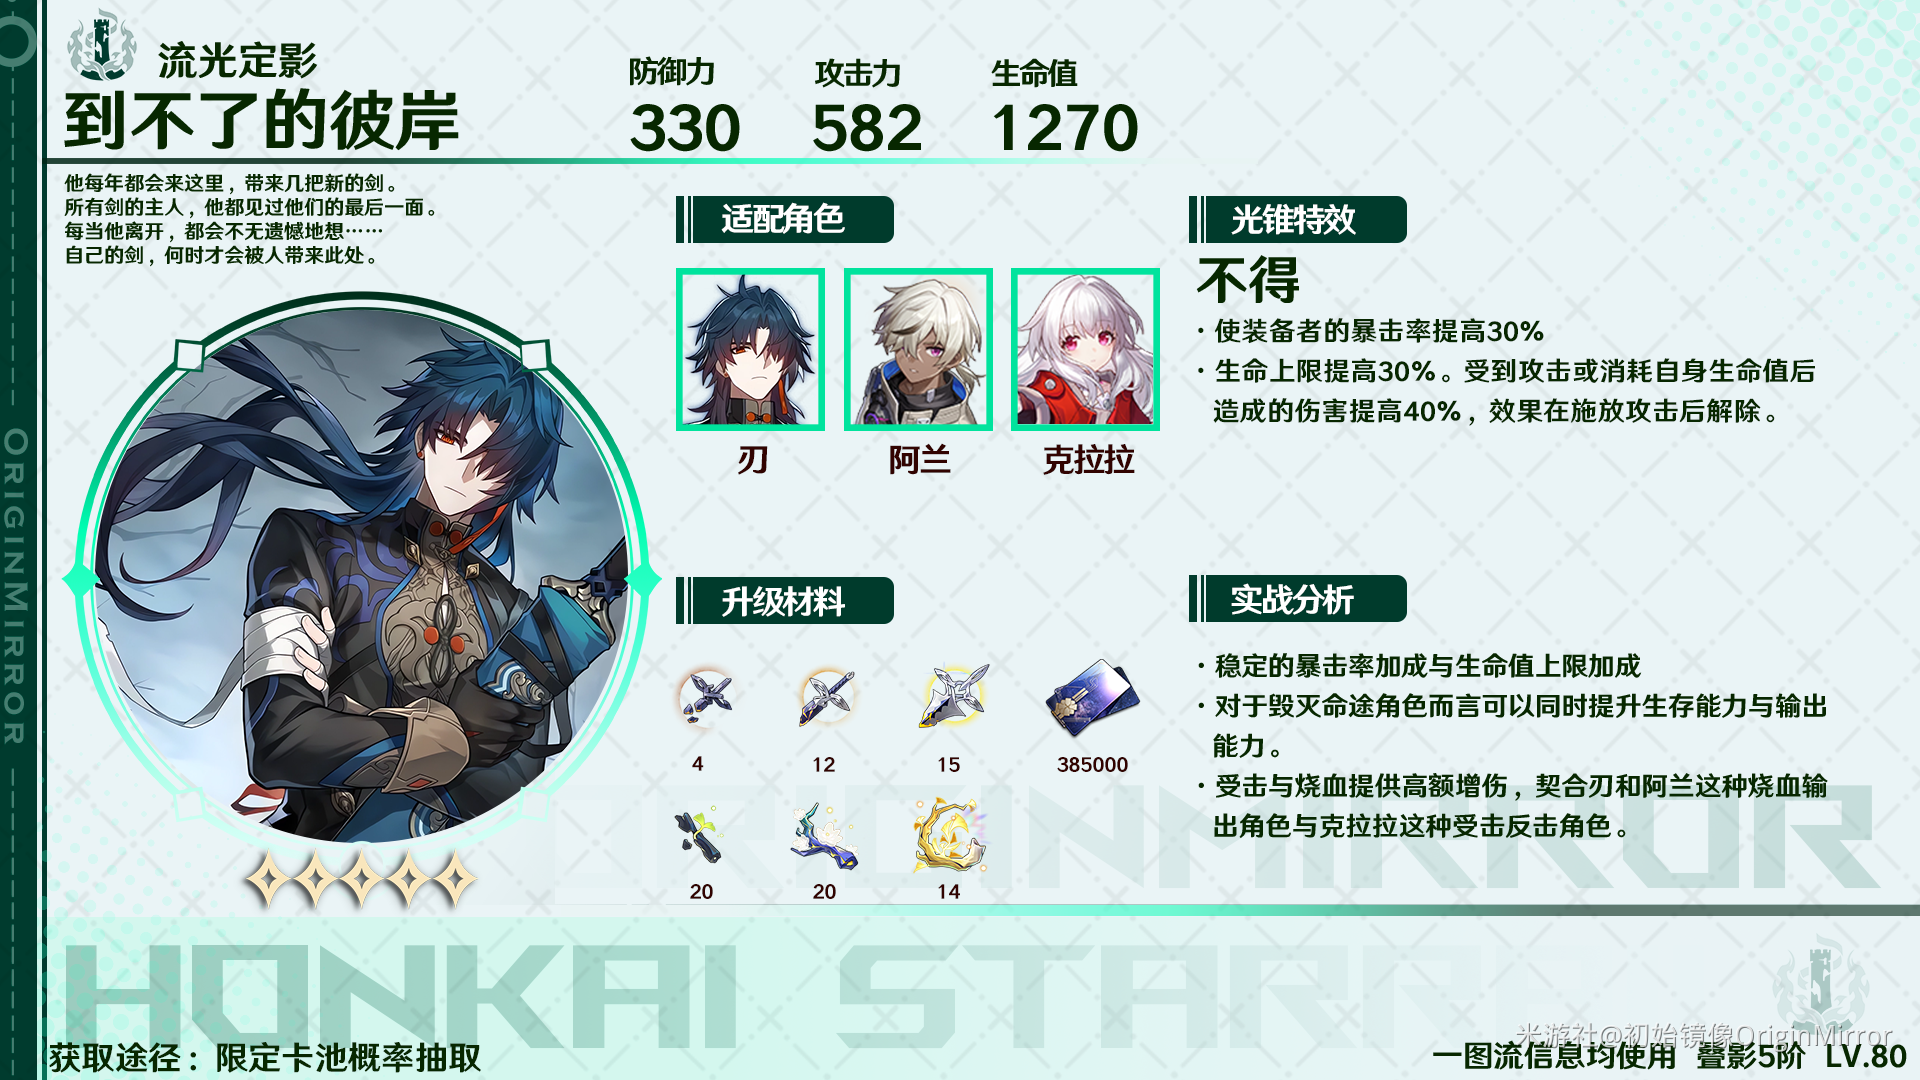 流光定影
到不了的彼岸
防御力 攻击力 生命值
330 582 1270
他每年都会来这里，带来几把新的剑。
所有剑的主人，他都见过他们的最后一面。
每当他离开，都会不无遗憾地想……
自己的剑，何时才会被人带来此处。
适配角色
刃 阿兰 克拉拉
光锥特效
不得
· 使装备者的暴击率提高30%
· 生命上限提高30%。受到攻击或消耗自身生命值后
造成的伤害提高40%，效果在施放攻击后解除。
升级材料
4 12 15 385000
20 20 14
实战分析
· 稳定的暴击率加成与生命值上限加成
· 对于毁灭命途角色而言可以同时提升生存能力与输出
能力。
· 受击与烧血提供高额增伤，契合刃和阿兰这种烧血输
出角色与克拉拉这种受击反击角色。
ORIGINMIRROR
ORIGINMIRROR
HONKAI STARRA
米游社@初始镜像OriginMirror
获取途径：限定卡池概率抽取
一图流信息均使用 叠影5阶 LV.80